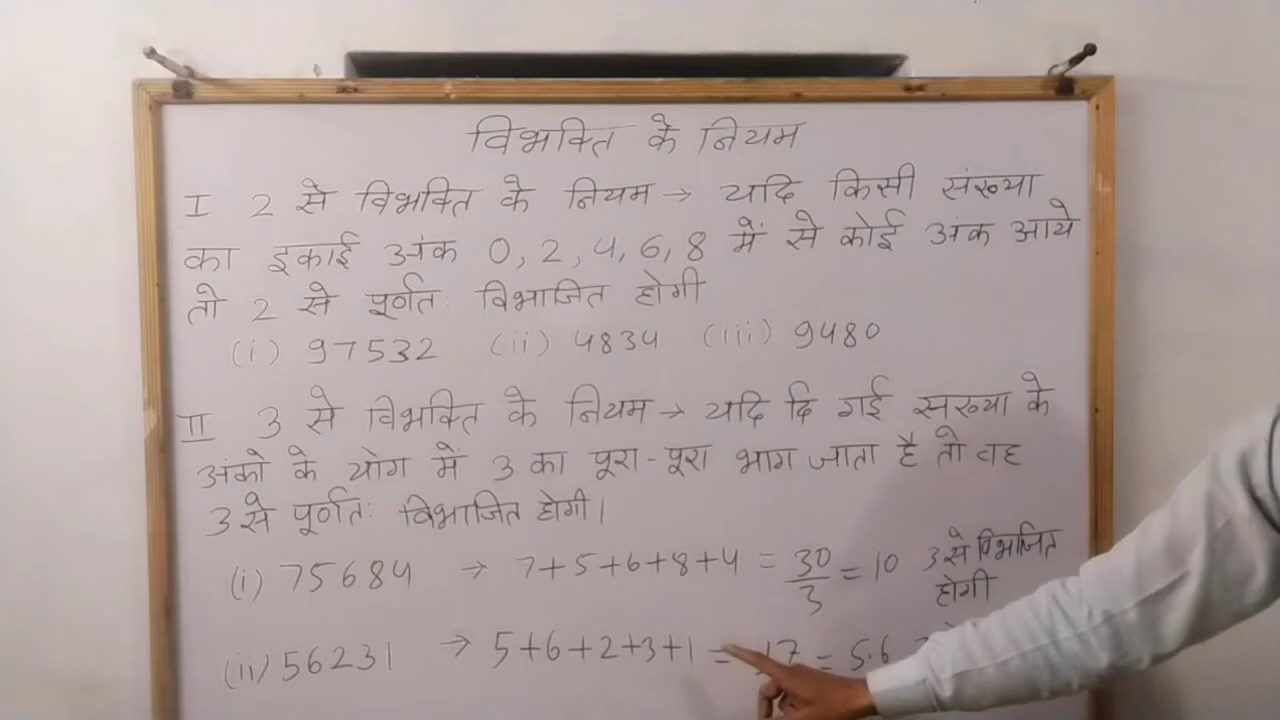 विभक्ति के नियम
I 2 से विभक्ति के नियम → यदि किसी संख्या
का इकाई अंक 0, 2, 4, 6, 8 में से कोई अंक आये
तो 2 से पूर्णतः विभाजित होगी
(i) 97532 (ii) 4834 (iii) 9480
II 3 से विभक्ति के नियम → यदि दि गई संख्या के
अंको के योग में 3 का पूरा-पूरा भाग जाता है तो वह
3 से पूर्णतः विभाजित होगी।
(i) 75684 → 7+5+6+8+4 = 30/3 = 10 3 से विभाजित
होगी
(ii) 56231 → 5+6+2+3+1 = 17 = 5.6